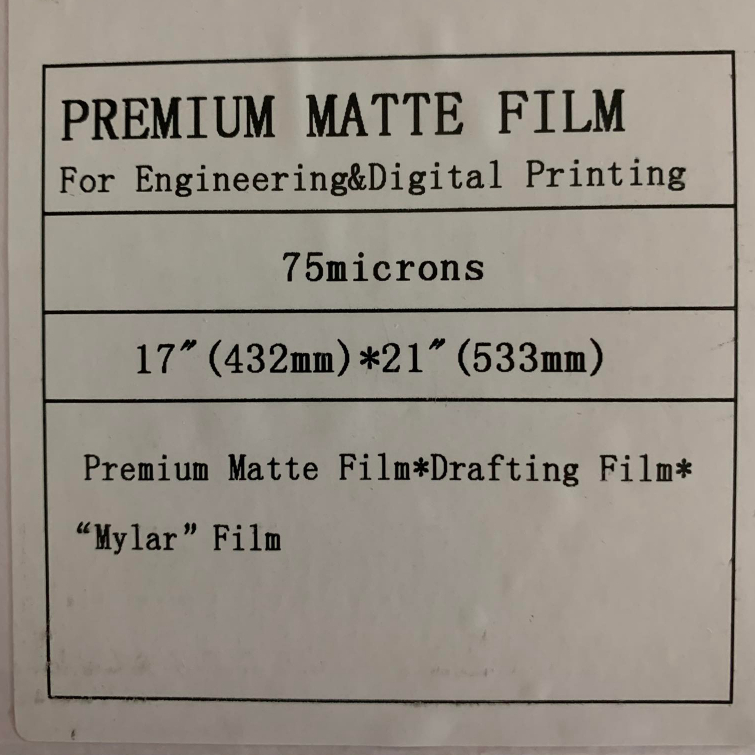 PREMIUM MATTE FILM
For Engineering&Digital Printing
75microns
17″(432mm)*21″(533mm)
Premium Matte Film*Drafting Film*
“Mylar” Film